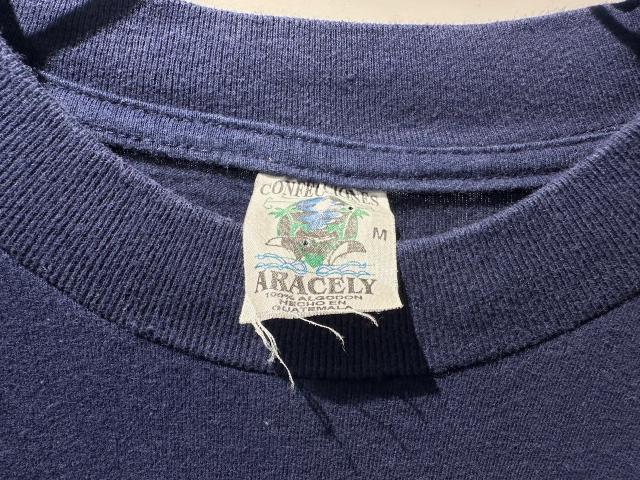 CONFECCIONES
M
ARACELY
100% ALGODON
HECHO EN
GUATEMALA